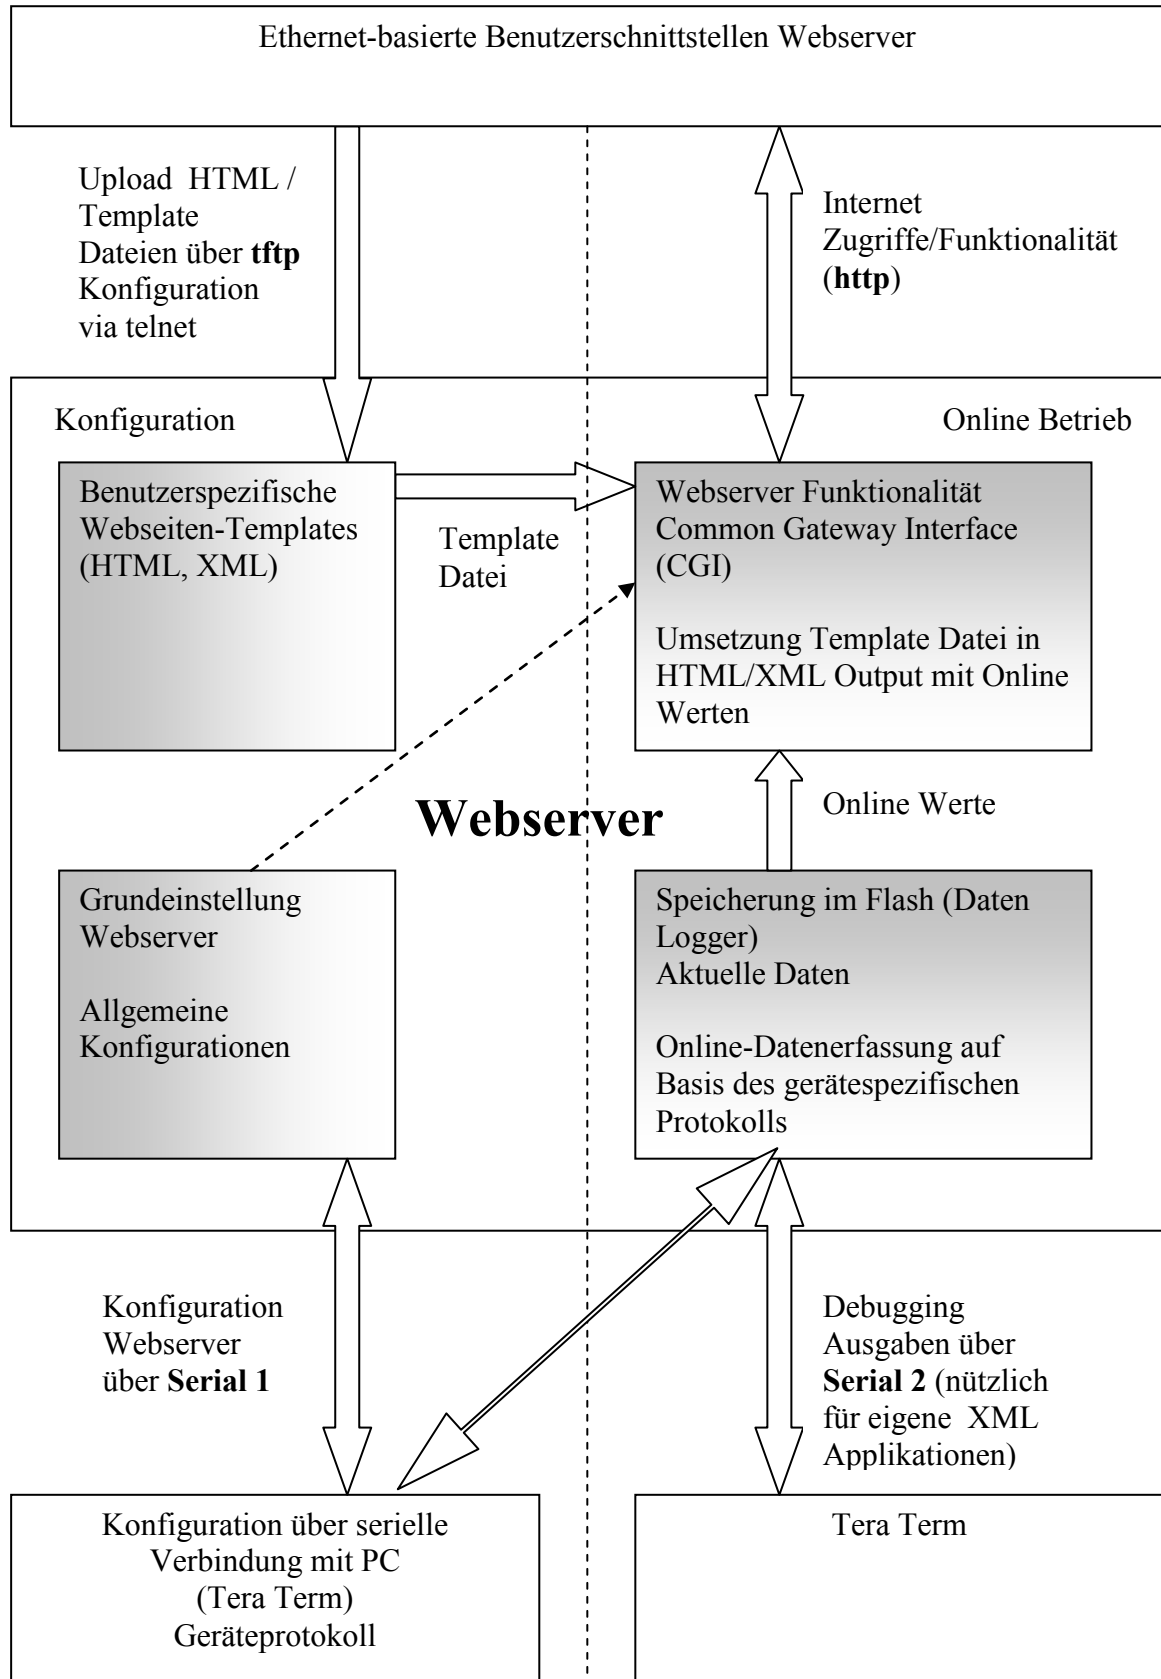 Ethernet-basierte Benutzerschnittstellen Webserver
Upload  HTML /
Template
Dateien über tftp
Konfiguration
via telnet
Internet
Zugriffe/Funktionalität
(http)
Konfiguration
Online Betrieb
Benutzerspezifische
Webseiten-Templates
(HTML, XML)
Template
Datei
Webserver Funktionalität
Common Gateway Interface
(CGI)
Umsetzung Template Datei in
HTML/XML Output mit Online
Werten
Webserver
Online Werte
Grundeinstellung
Webserver
Allgemeine
Konfigurationen
Speicherung im Flash (Daten
Logger)
Aktuelle Daten
Online-Datenerfassung auf
Basis des gerätespezifischen
Protokolls
Konfiguration
Webserver
über Serial 1
Debugging
Ausgaben über
Serial 2 (nützlich
für eigene  XML
Applikationen)
Konfiguration über serielle
Verbindung mit PC
(Tera Term)
Geräteprotokoll
Tera Term